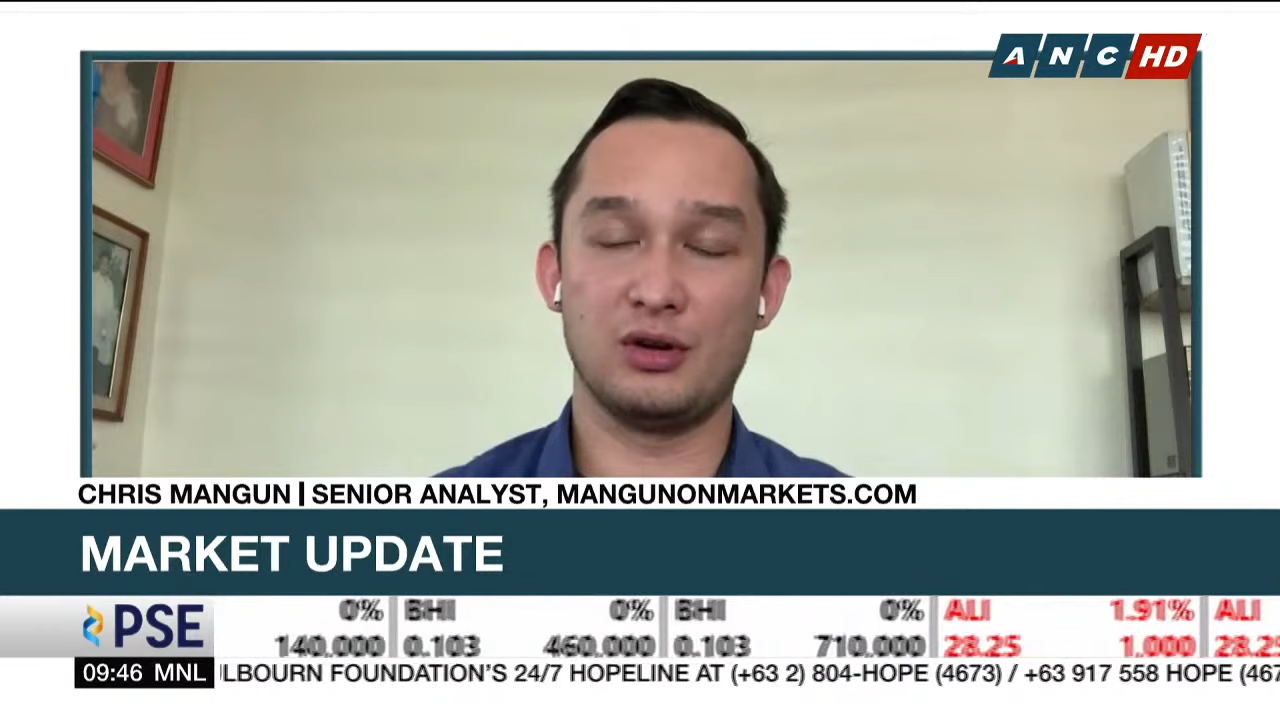 ANC HD
CHRIS MANGUN | SENIOR ANALYST, MANGUNONMARKETS.COM
MARKET UPDATE
PSE
0% BHI 0% BHI 0% ALI 1.91% ALI
140.000 0.103 460.000 0.103 710.000 28.25 1.000 28.25
09:46 MNL ULBOURN FOUNDATION'S 24/7 HOPELINE AT (+63 2) 804-HOPE (4673) / +63 917 558 HOPE (467